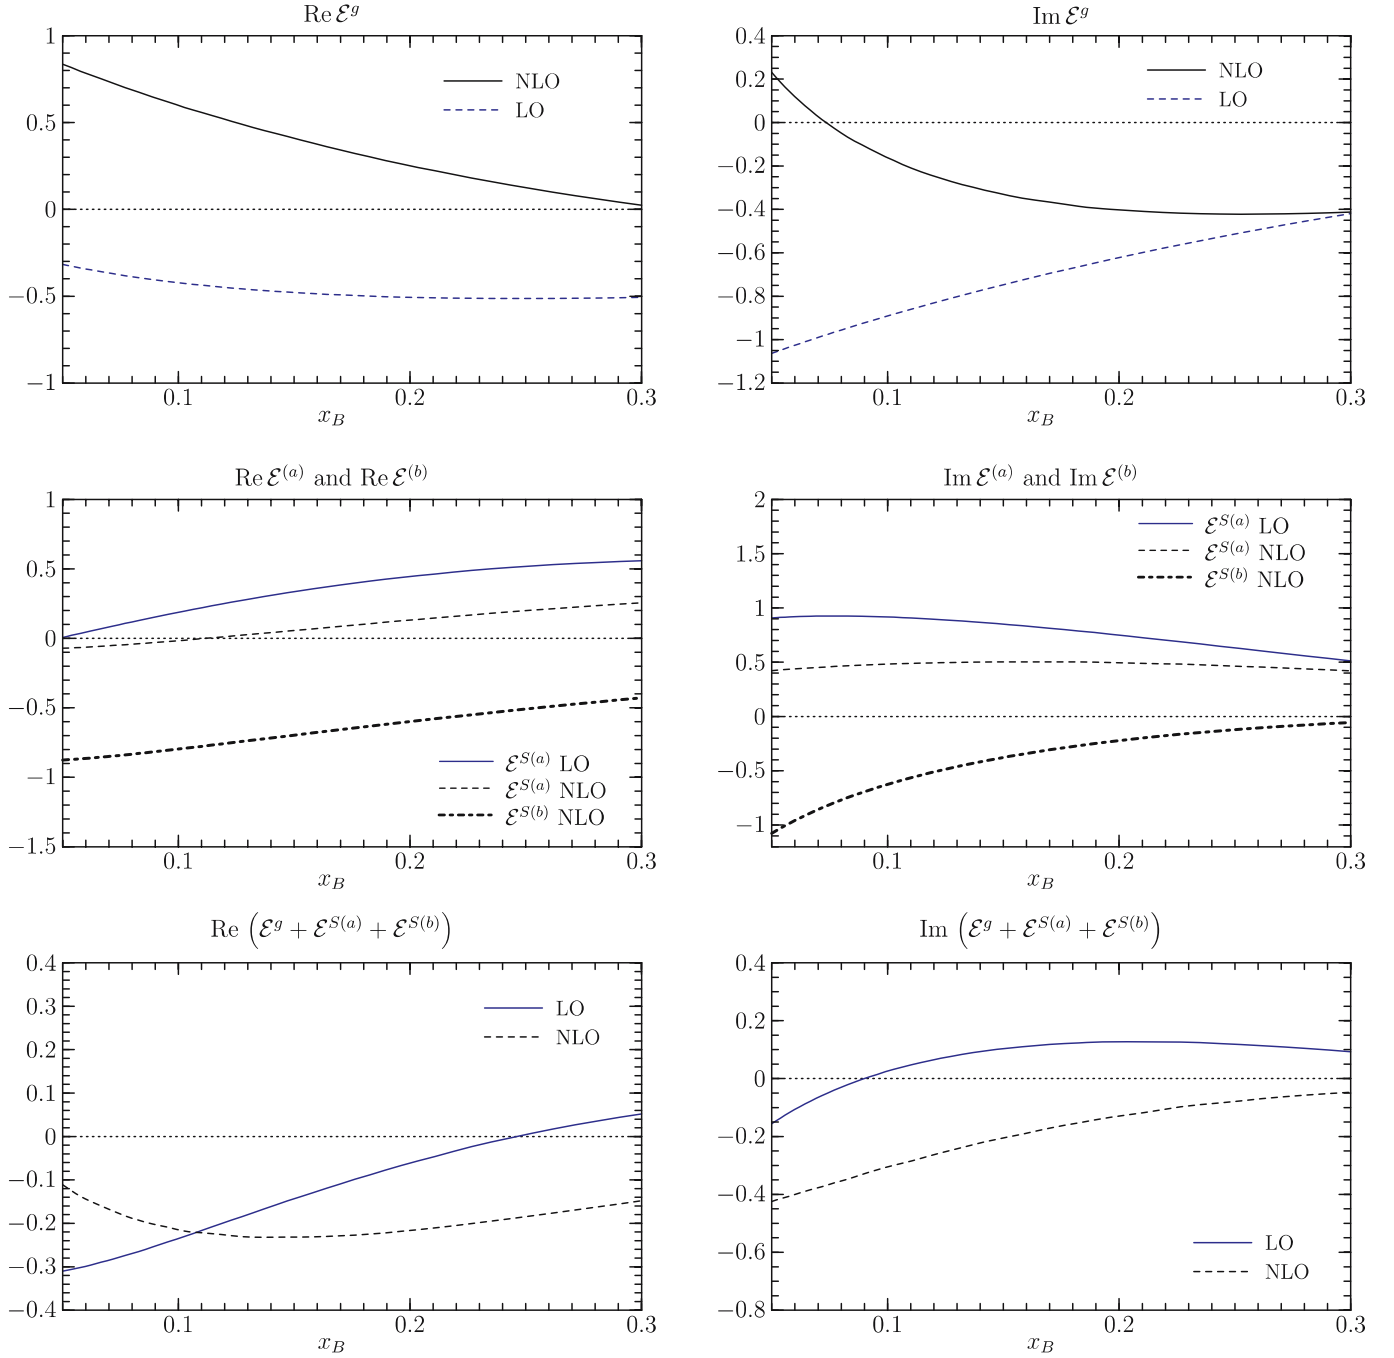 Re ℰ^g
1
0.5
0
−0.5
−1
NLO
LO
0.1 0.2 0.3
x_B
Im ℰ^g
0.4
0.2
0
−0.2
−0.4
−0.6
−0.8
−1
−1.2
NLO
LO
0.1 0.2 0.3
x_B
Re ℰ^(a) and Re ℰ^(b)
1
0.5
0
−0.5
−1
−1.5
ℰ^S(a) LO
ℰ^S(a) NLO
ℰ^S(b) NLO
0.1 0.2 0.3
x_B
Im ℰ^(a) and Im ℰ^(b)
2
1.5
1
0.5
0
−0.5
−1
ℰ^S(a) LO
ℰ^S(a) NLO
ℰ^S(b) NLO
0.1 0.2 0.3
x_B
Re (ℰ^g + ℰ^S(a) + ℰ^S(b))
0.4
0.3
0.2
0.1
0
−0.1
−0.2
−0.3
−0.4
LO
NLO
0.1 0.2 0.3
x_B
Im (ℰ^g + ℰ^S(a) + ℰ^S(b))
0.4
0.2
0
−0.2
−0.4
−0.6
−0.8
LO
NLO
0.1 0.2 0.3
x_B